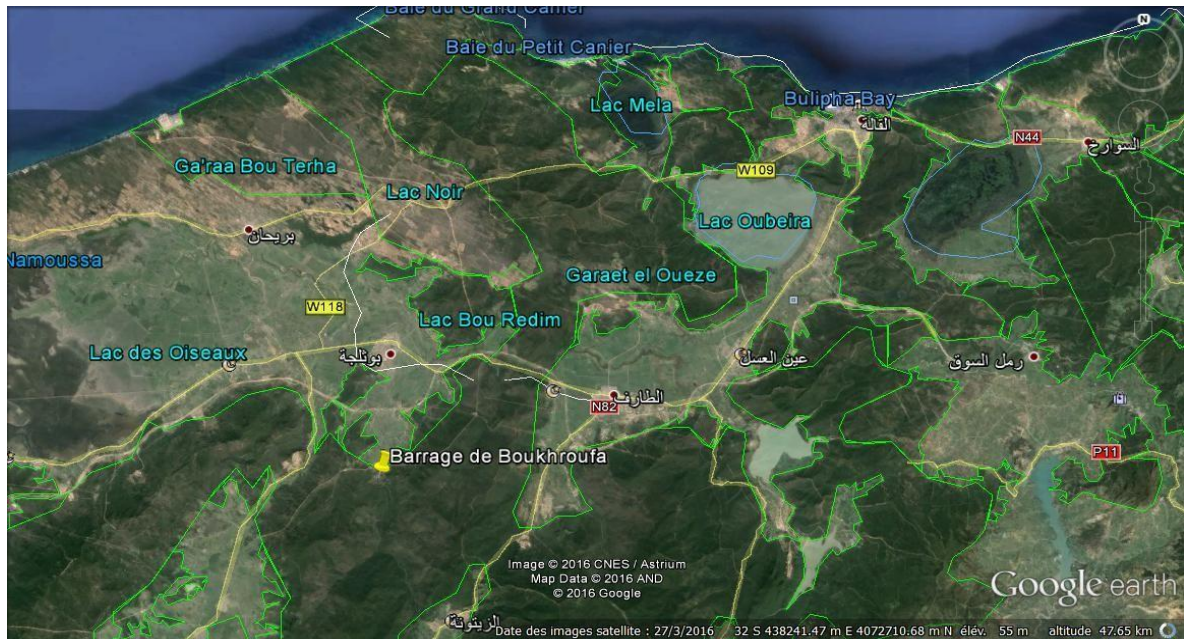 Baie du Grand Canier
N
Baie du Petit Canier
Lac Mela
Bulipha Bay
القالة
N44
السوارخ
Ga'raa Bou Terha
W109
Lac Noir
Lac Oubeira
بريحان
Namoussa
Garaet el Oueze
W118
Lac Bou Redim
Lac des Oiseaux
بوثلجة
عين العسل
رمل السوق
الطارف
N82
Barrage de Boukhroufa
P11
Image © 2016 CNES / Astrium
Map Data © 2016 AND
© 2016 Google
Google earth
الزيتونة
Date des images satellite : 27/3/2016 32 S 438241.47 m E 4072710.68 m N élév. 55 m altitude 47.65 km